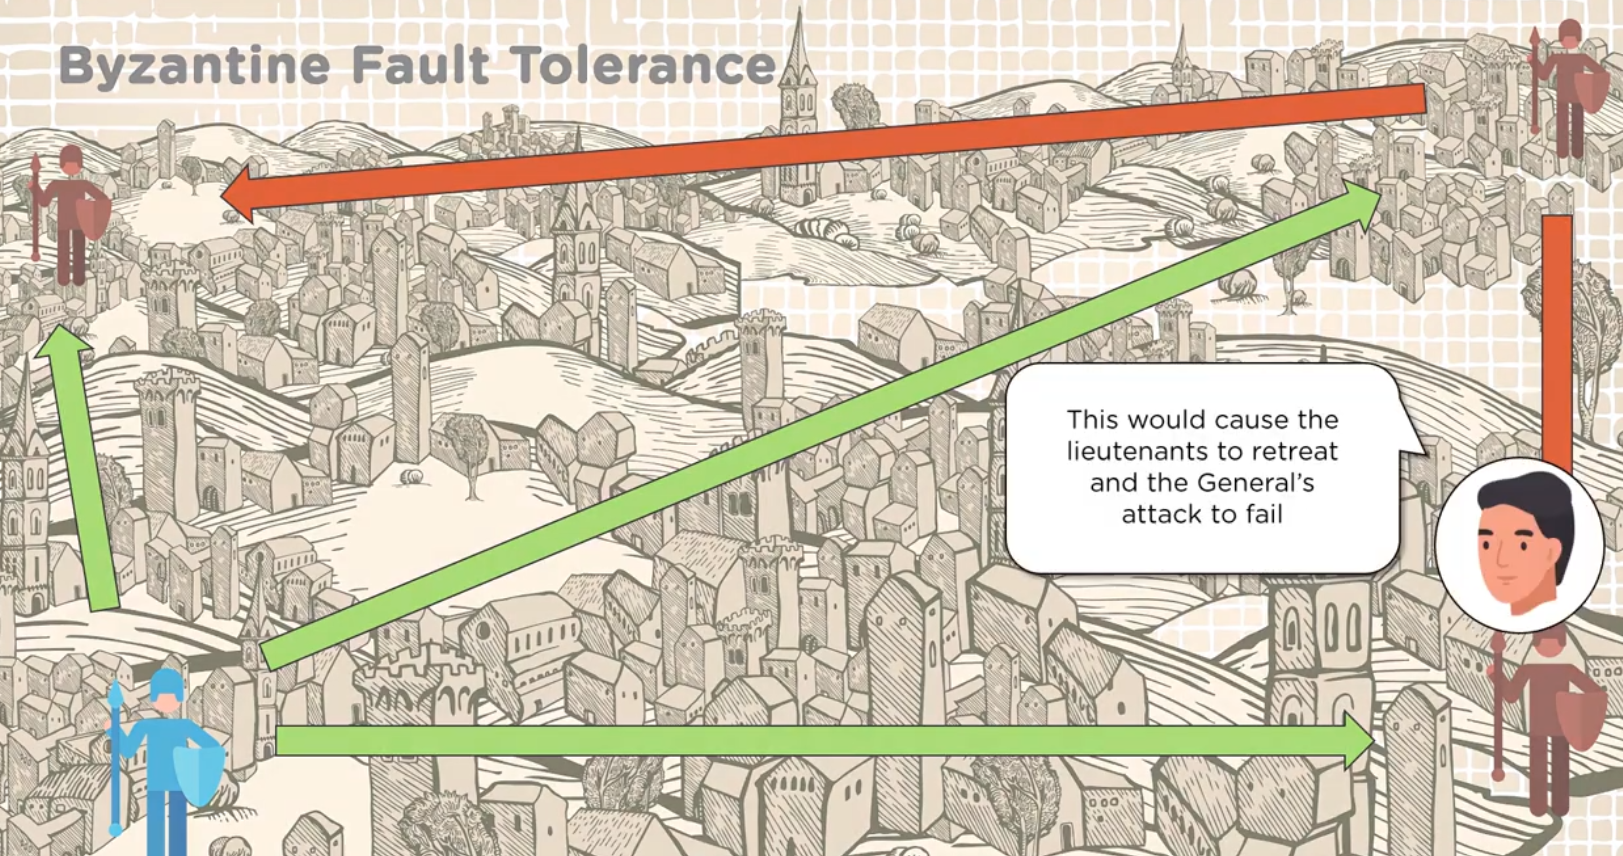 Byzantine Fault Tolerance
This would cause the
lieutenants to retreat
and the General's
attack to fail